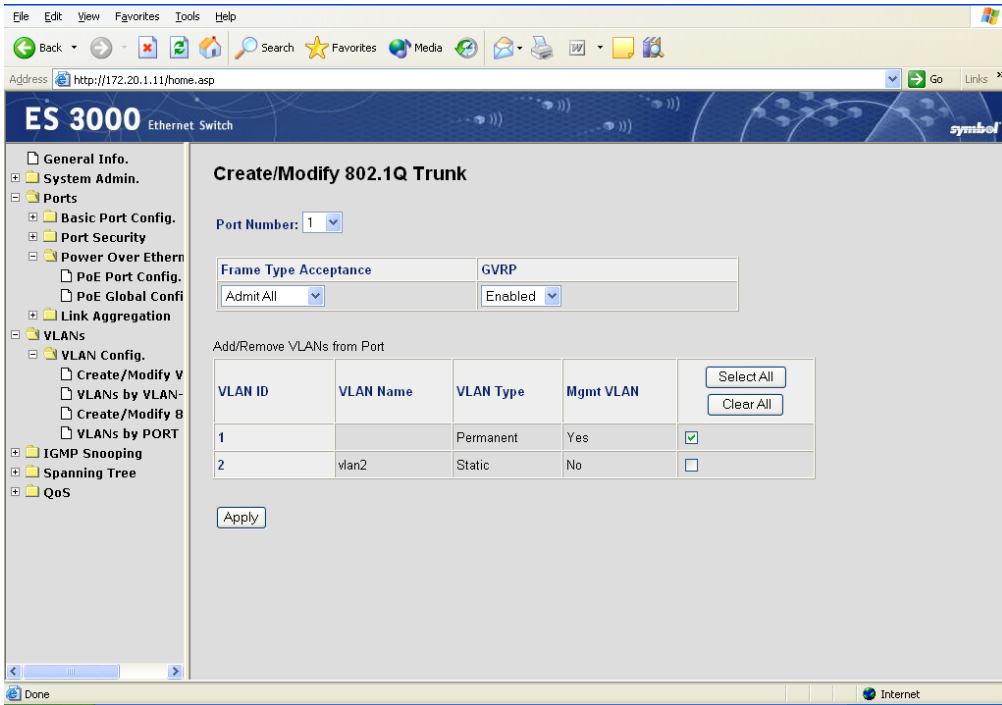 File Edit View Favorites Tools Help
Back Search Favorites Media
Address http://172.20.1.11/home.asp Go Links »
ES 3000 Ethernet Switch
symbol
General Info.
System Admin.
Ports
Basic Port Config.
Port Security
Power Over Ethern
PoE Port Config.
PoE Global Confi
Link Aggregation
VLANs
VLAN Config.
Create/Modify V
VLANs by VLAN-
Create/Modify 8
VLANs by PORT
IGMP Snooping
Spanning Tree
QoS
Create/Modify 802.1Q Trunk
Port Number: 1
Frame Type Acceptance GVRP
Admit All Enabled
Add/Remove VLANs from Port
VLAN ID VLAN Name VLAN Type Mgmt VLAN Select All
Clear All
1 Permanent Yes
2 vlan2 Static No
Apply
Done Internet